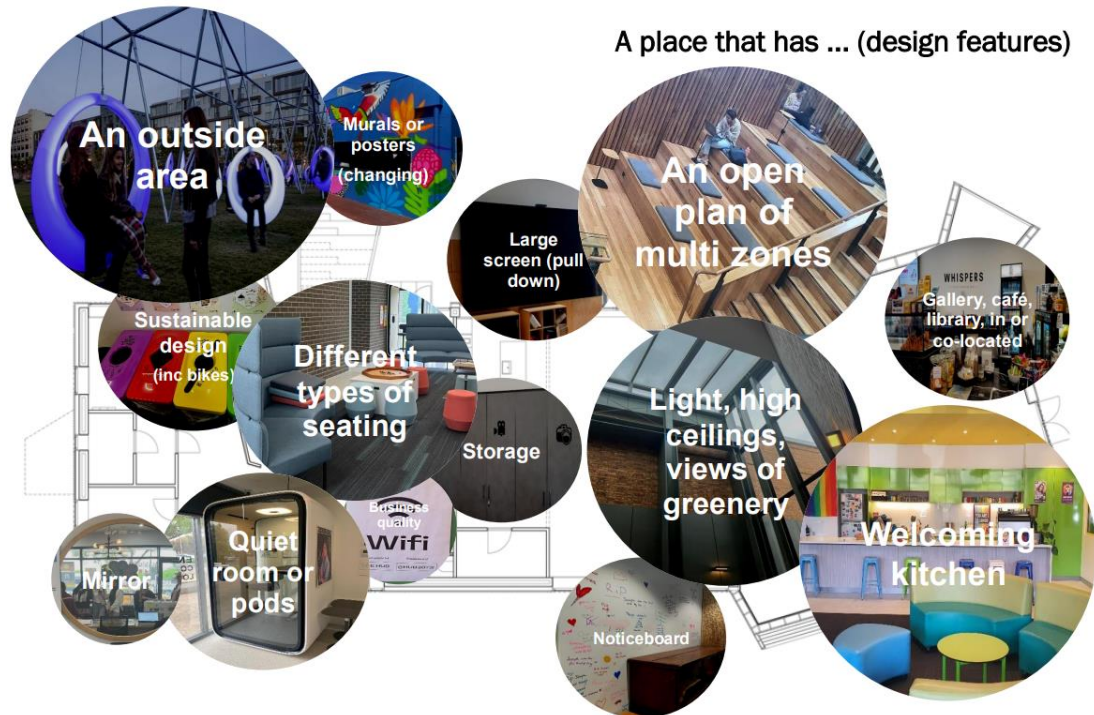 A place that has ... (design features)
An outside
area
Murals or
posters
(changing)
An open
plan of
multi zones
Large
screen (pull
down)
WHISPERS
Gallery, café,
library, in or
co-located
Sustainable
design
(inc bikes)
Different
types of
seating
Light, high
ceilings,
views of
greenery
Storage
Business
quality
Wifi
Welcoming
kitchen
Mirror
Quiet
room or
pods
Noticeboard